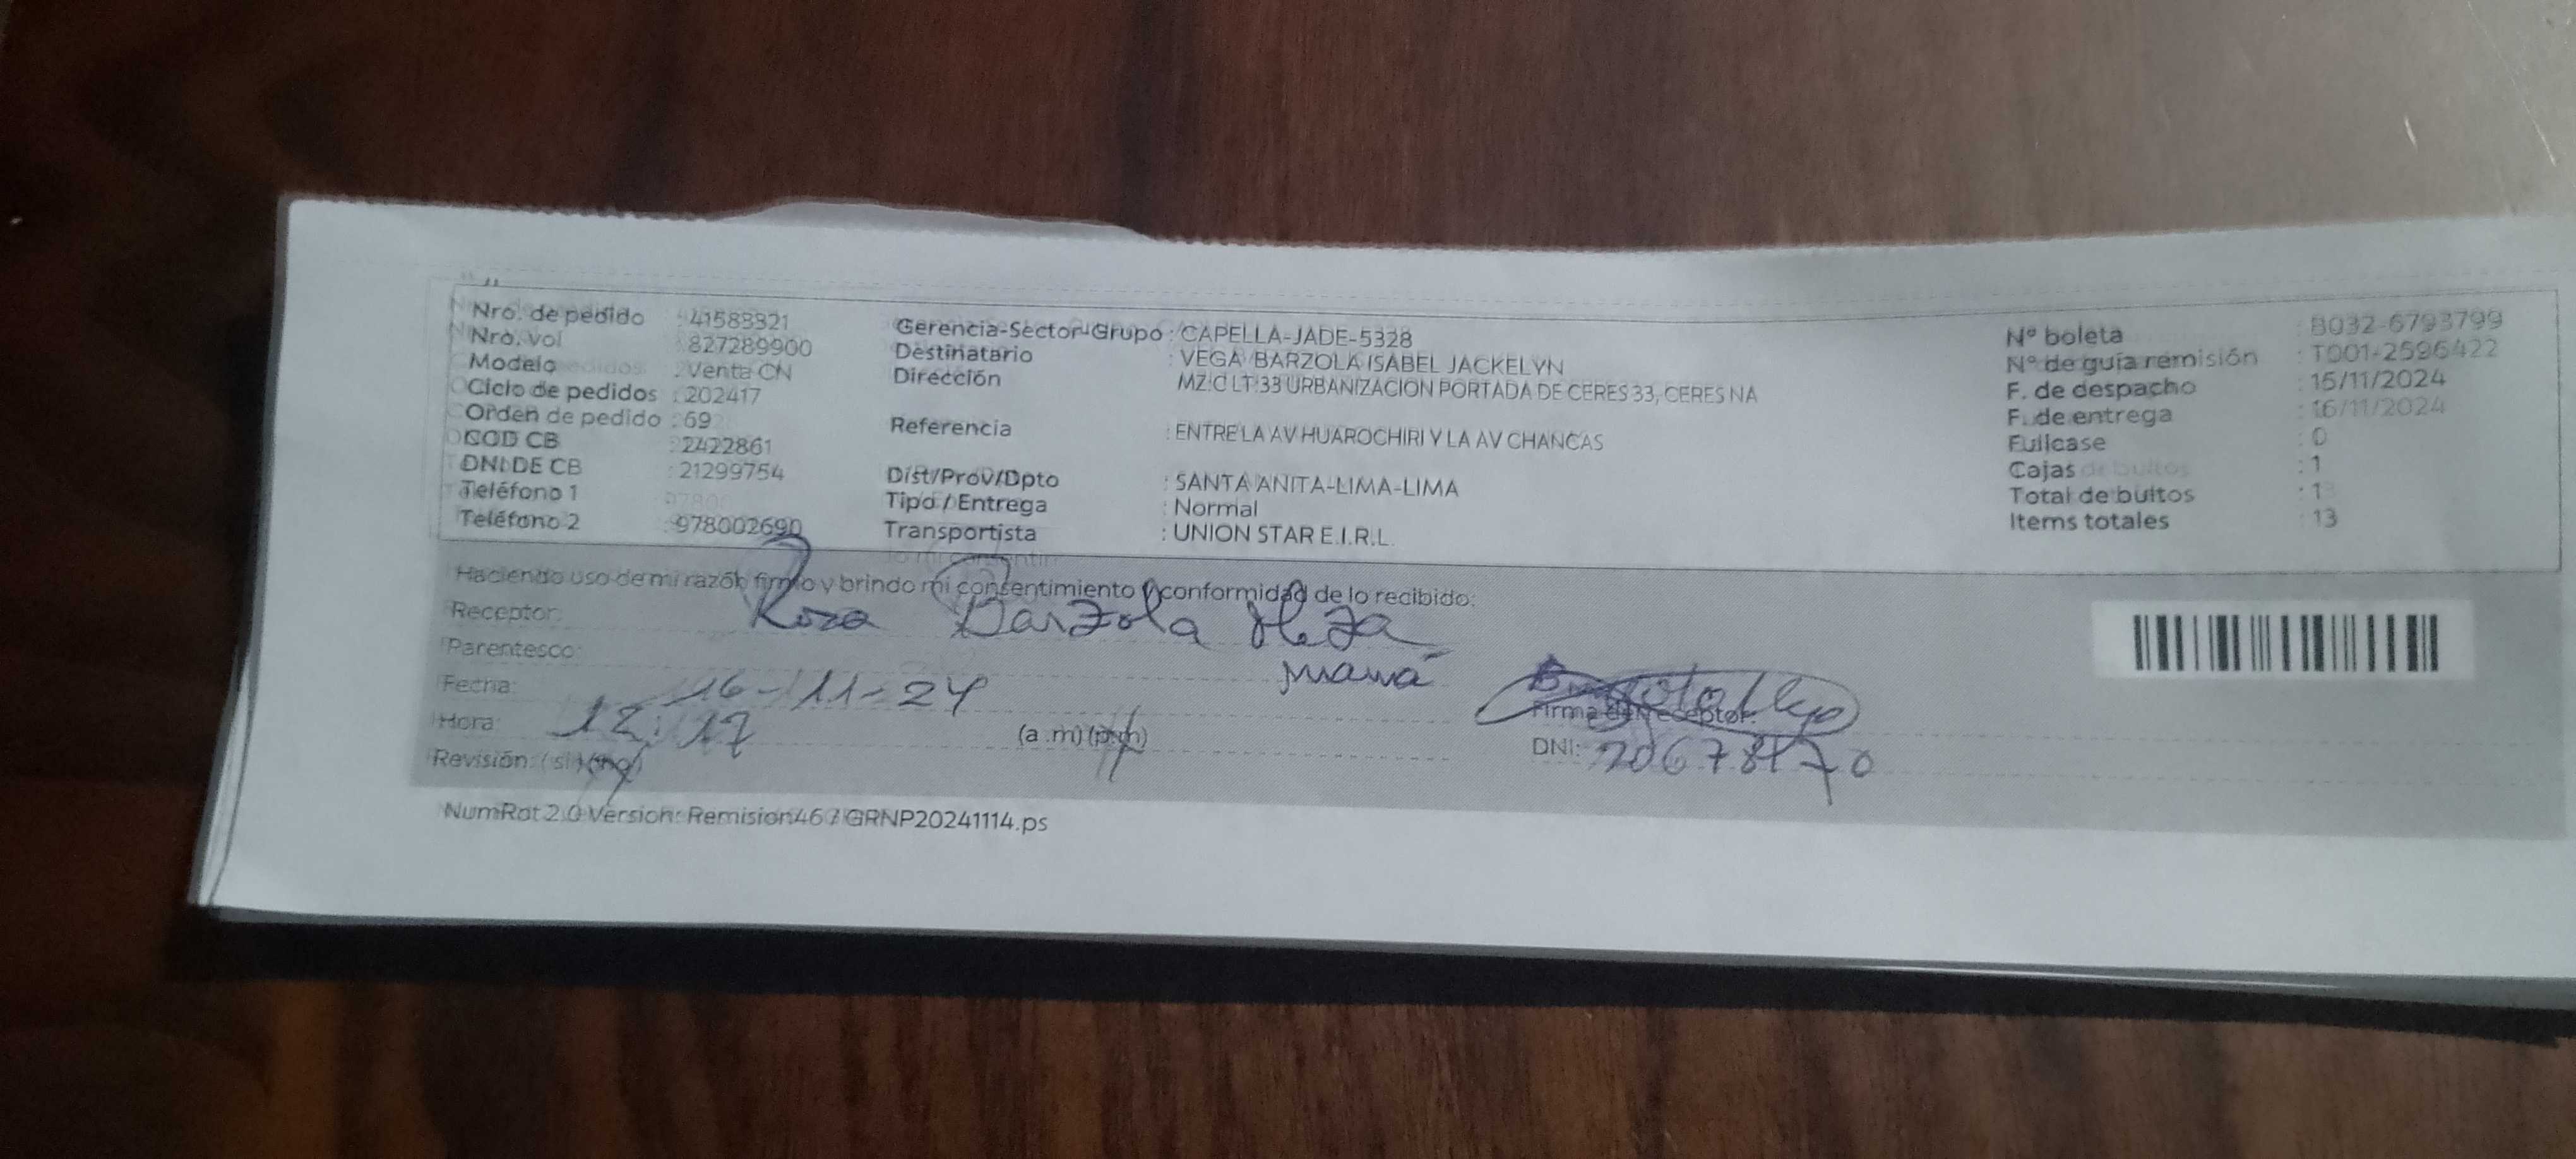 Nro. de pedido : 41583321
Nro. vol : 827289900
Modelo : Venta CN
Ciclo de pedidos : 202417
Orden de pedido : 69
COD CB : 2422861
DNI DE CB : 21299754
Teléfono 1
Teléfono 2 : 978002690
Gerencia-Sector-Grupo : CAPELLA-JADE-5328
Destinatario : VEGA BARZOLA ISABEL JACKELYN
Dirección : MZ:C LT:33 URBANIZACION PORTADA DE CERES 33, CERES NA
Referencia : ENTRE LA AV HUAROCHIRI Y LA AV CHANCAS
Dist/Prov/Dpto : SANTA ANITA-LIMA-LIMA
Tipo / Entrega : Normal
Transportista : UNION STAR E.I.R.L.
Nº boleta : B032-6793799
Nº de guía remisión : T001-2596422
F. de despacho : 15/11/2024
F. de entrega : 16/11/2024
Fullcase : 0
Cajas : 1
Total de bultos : 1
Items totales : 13
Haciendo uso de mi razón firmo y brindo mi consentimiento y conformidad de lo recibido:
Receptor: Rosa Barzola Meza
Parentesco: mamá
Fecha: 16-11-24
Hora: 12:17 (a.m) (p.m)
Firma del receptor:
Revisión: (si) (no)
DNI:
NumRot 2.0 Version: Remision467 GRNP20241114.ps